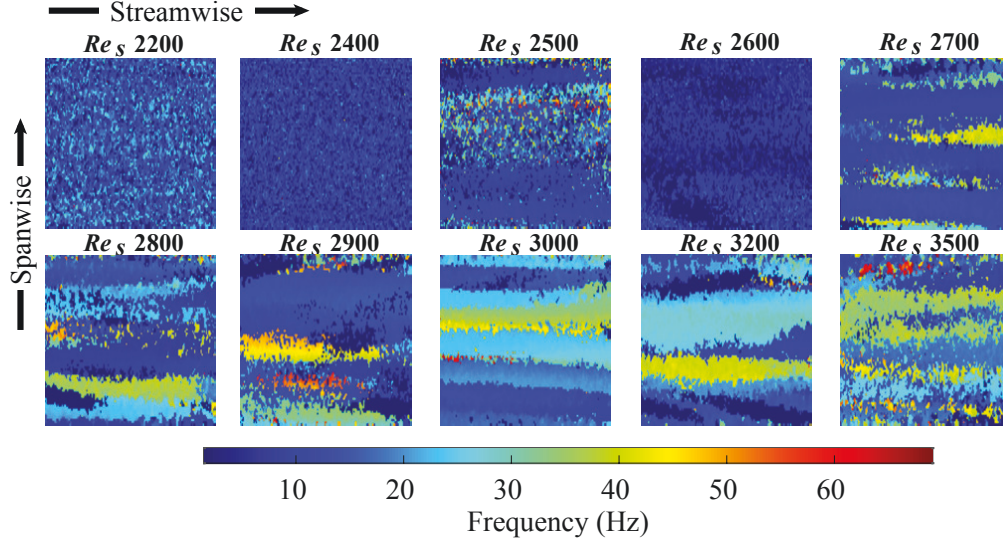 Streamwise
Spanwise
Re s 2200 Re s 2400 Re s 2500 Re s 2600 Re s 2700
Re s 2800 Re s 2900 Re s 3000 Re s 3200 Re s 3500
10 20 30 40 50 60
Frequency (Hz)